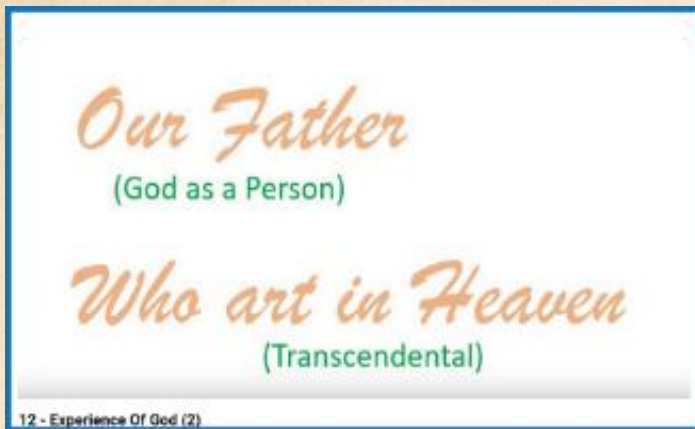 Our Father
(God as a Person)
Who art in Heaven
(Transcendental)
12 - Experience Of God (2)